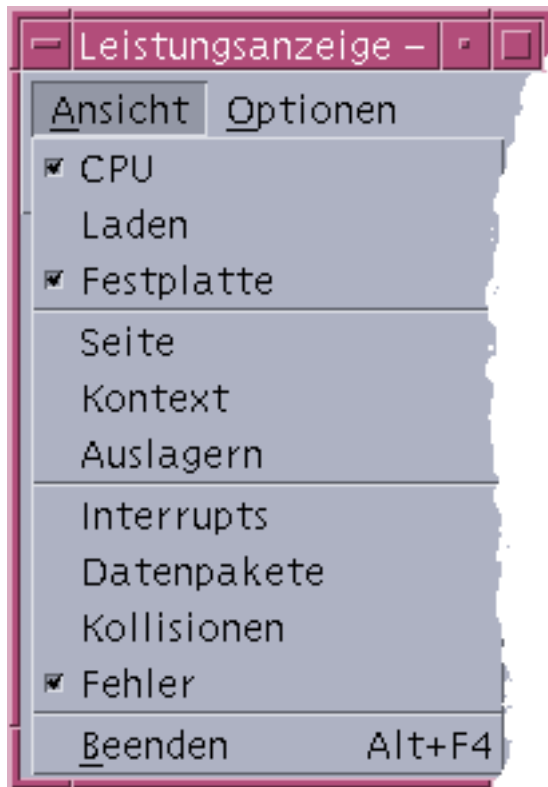 Leistungsanzeige –
Ansicht Optionen
CPU
Laden
Festplatte
Seite
Kontext
Auslagern
Interrupts
Datenpakete
Kollisionen
Fehler
Beenden Alt+F4